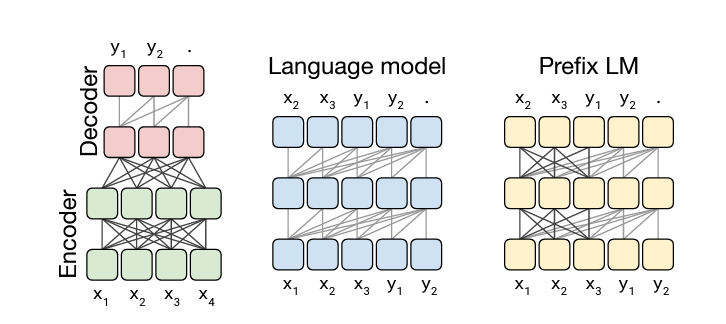 y1 y2 .
Decoder
Encoder
x1 x2 x3 x4
Language model
x2 x3 y1 y2 .
x1 x2 x3 y1 y2
Prefix LM
x2 x3 y1 y2 .
x1 x2 x3 y1 y2